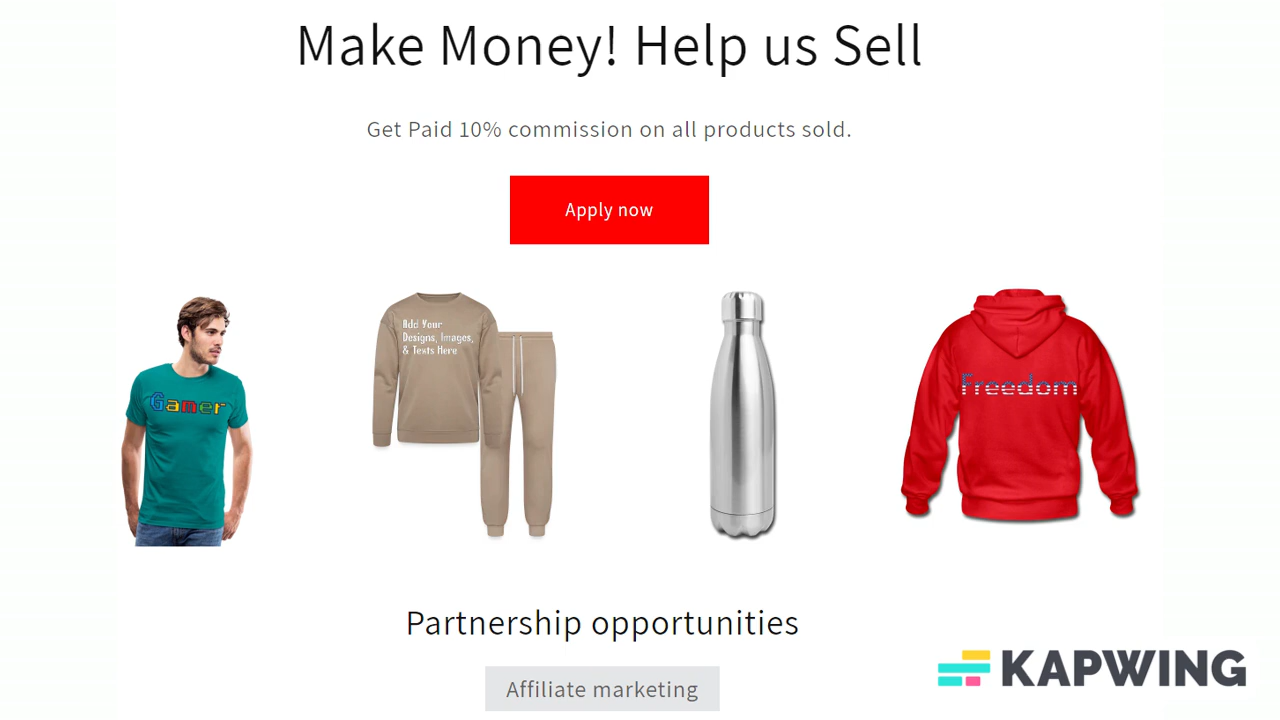 Make Money! Help us Sell
Get Paid 10% commission on all products sold.
Apply now
Gamer
Add Your
Designs, Images,
& Texts Here
Freedom
Partnership opportunities
Affiliate marketing
KAPWING